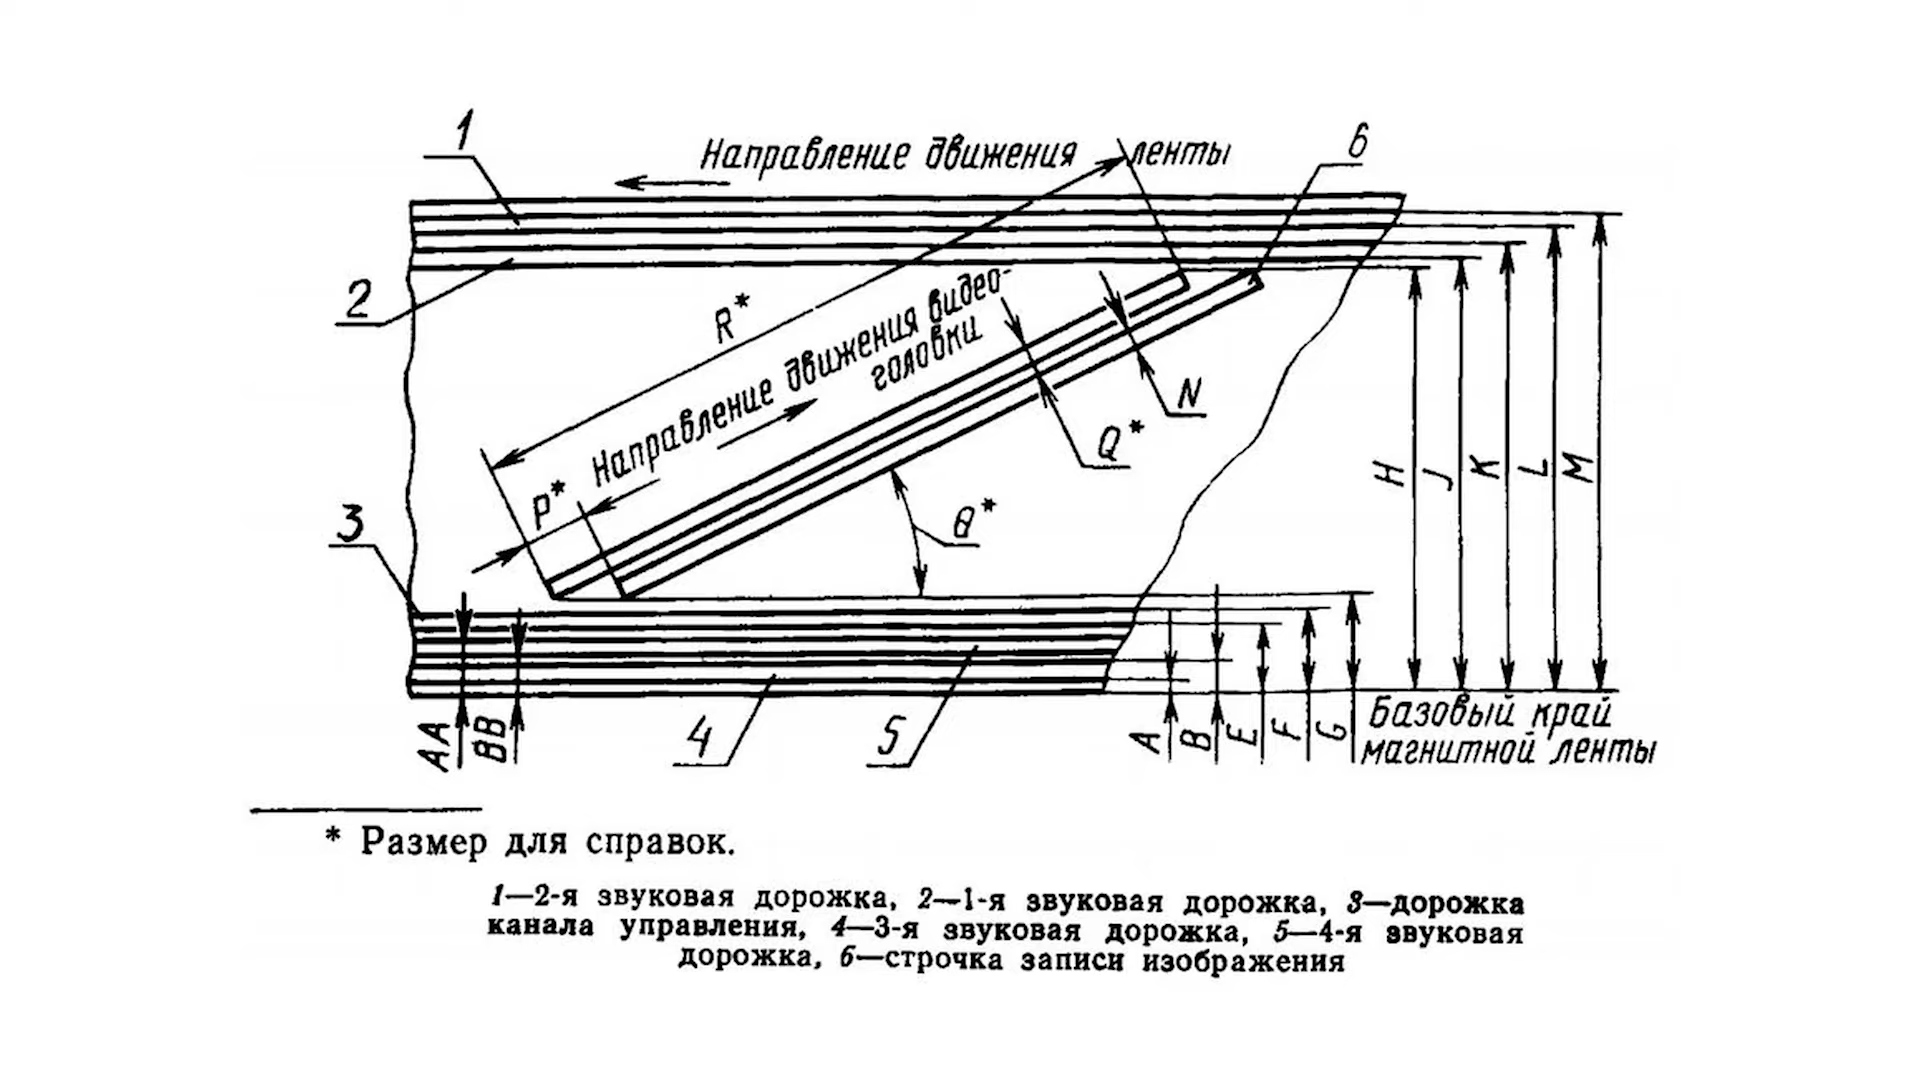 1
Направление движения ленты
6
2
R*
Направление движения видео-
головки
P*
N
Q*
θ*
3
H
J
K
L
M
AA
BB
4
5
A
B
E
F
G
Базовый край
магнитной ленты
* Размер для справок.
1—2-я звуковая дорожка, 2—1-я звуковая дорожка, 3—дорожка
канала управления, 4—3-я звуковая дорожка, 5—4-я звуковая
дорожка, 6—строчка записи изображения